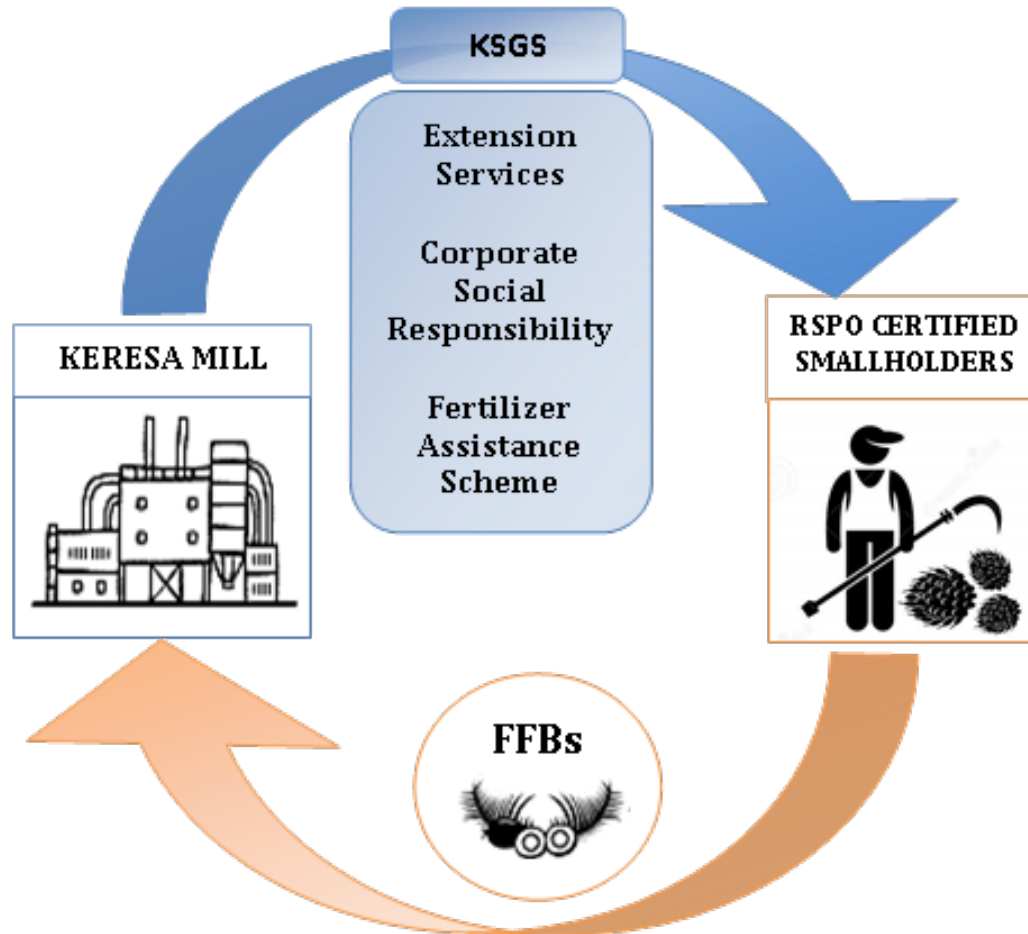 KSGS
Extension
Services
Corporate
Social
Responsibility
Fertilizer
Assistance
Scheme
KERESA MILL
RSPO CERTIFIED
SMALLHOLDERS
FFBs